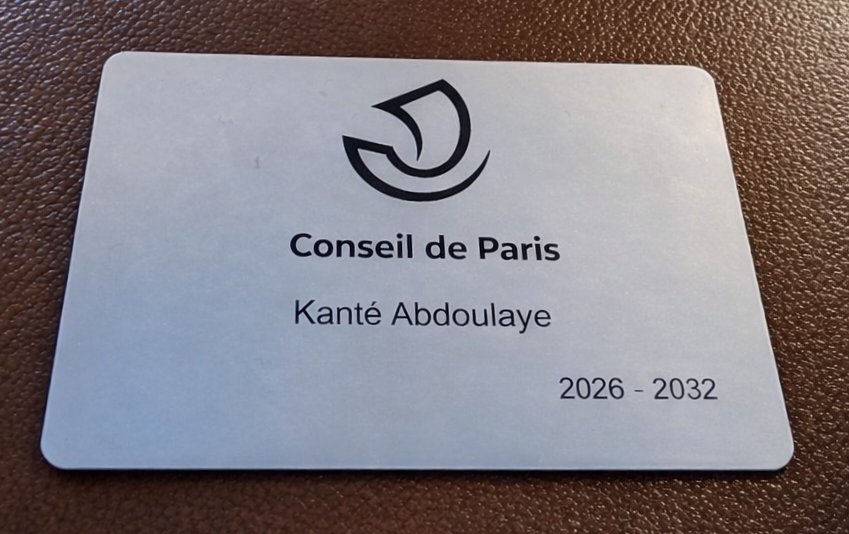 Conseil de Paris
Kanté Abdoulaye
2026 - 2032